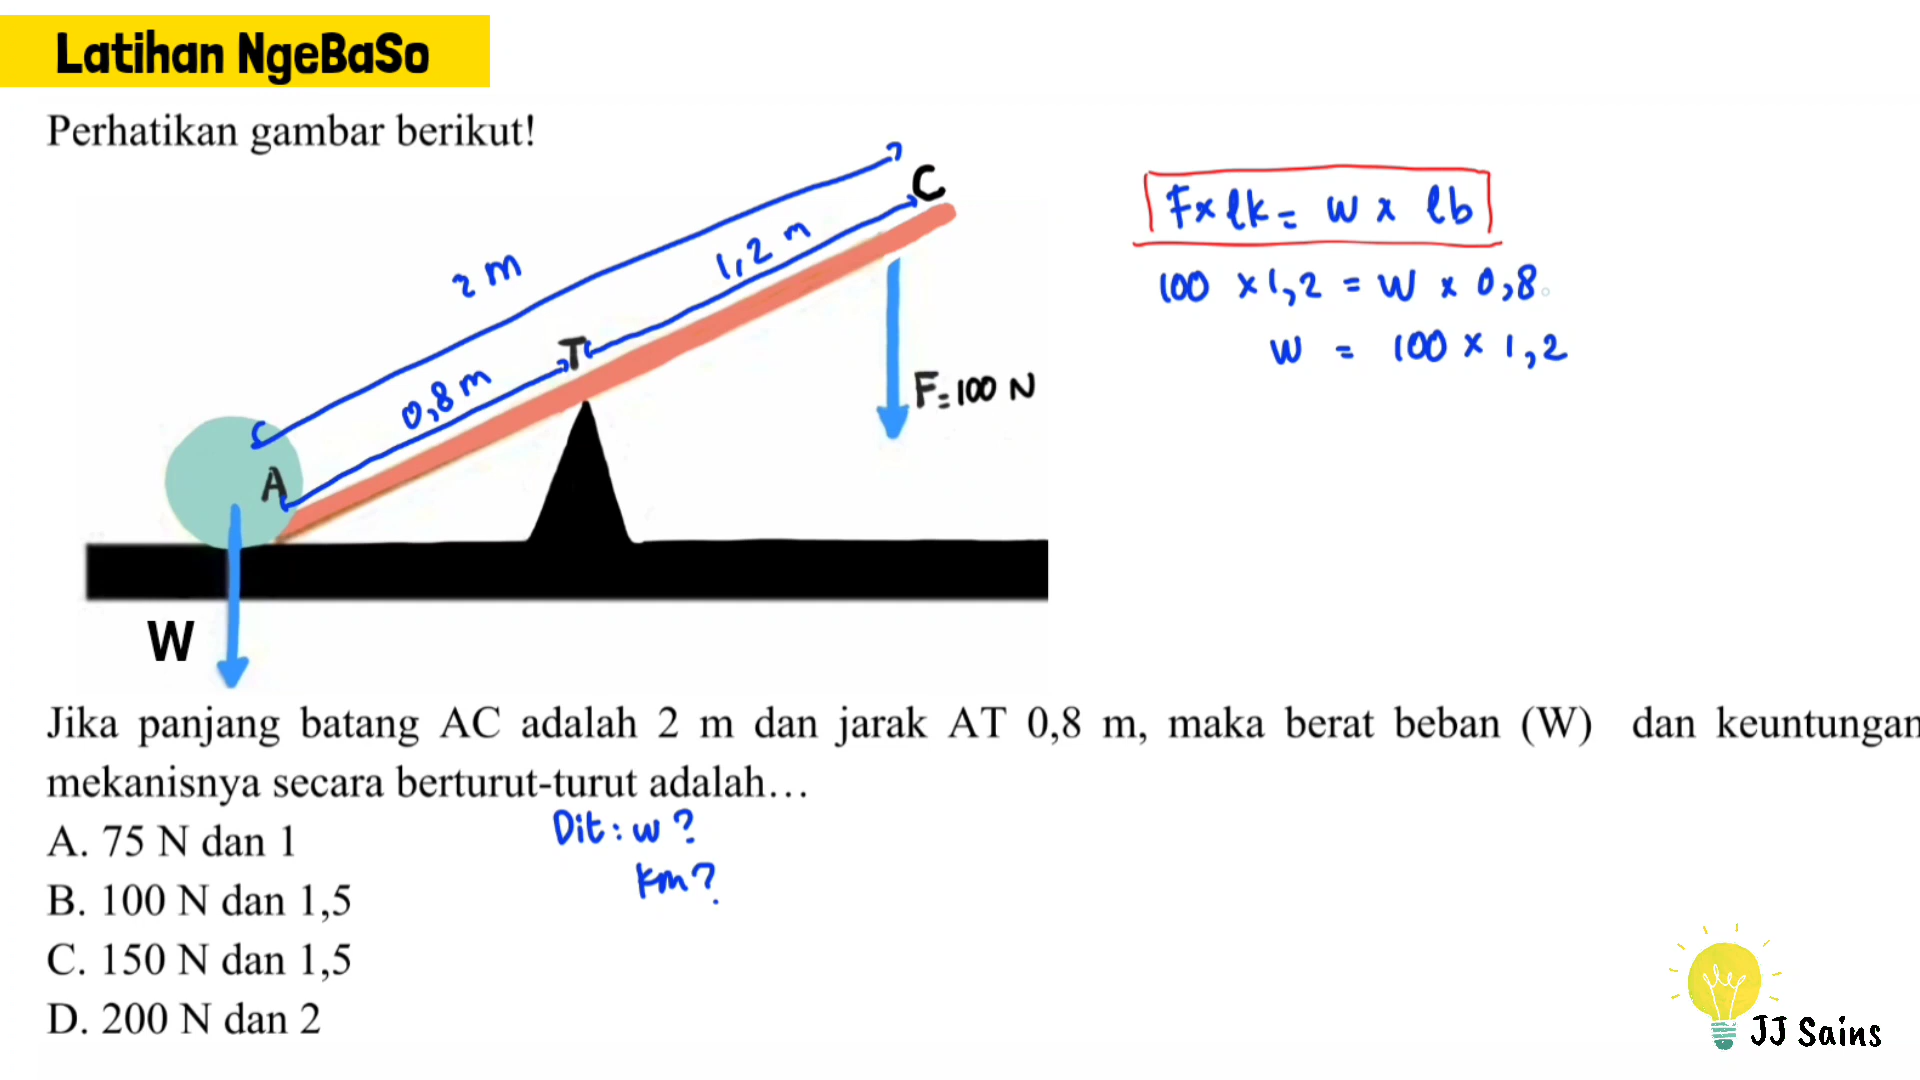 Latihan NgeBaSo
Perhatikan gambar berikut!
2 m
1,2 m
C
T
0,8 m
A
F=100 N
W
F x lk = w x lb
100 x 1,2 = W x 0,8
W = 100 x 1,2
Jika panjang batang AC adalah 2 m dan jarak AT 0,8 m, maka berat beban (W) dan keuntungan
mekanisnya secara berturut-turut adalah...
Dit : w ?
km ?
A. 75 N dan 1
B. 100 N dan 1,5
C. 150 N dan 1,5
D. 200 N dan 2
JJ Sains